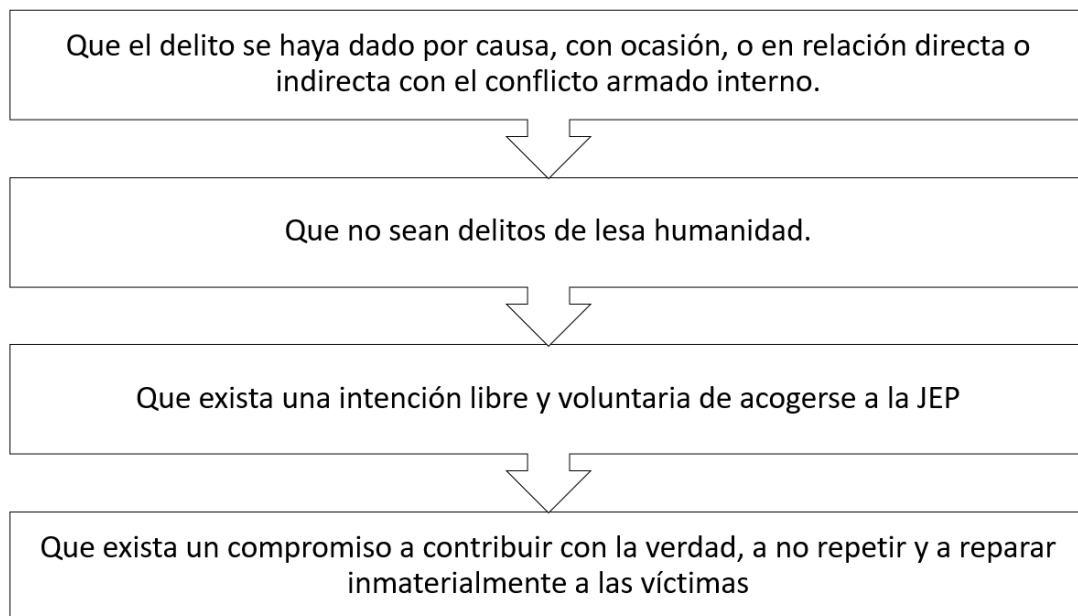 Que el delito se haya dado por causa, con ocasión, o en relación directa o
indirecta con el conflicto armado interno.
Que no sean delitos de lesa humanidad.
Que exista una intención libre y voluntaria de acogerse a la JEP
Que exista un compromiso a contribuir con la verdad, a no repetir y a reparar
inmaterialmente a las víctimas